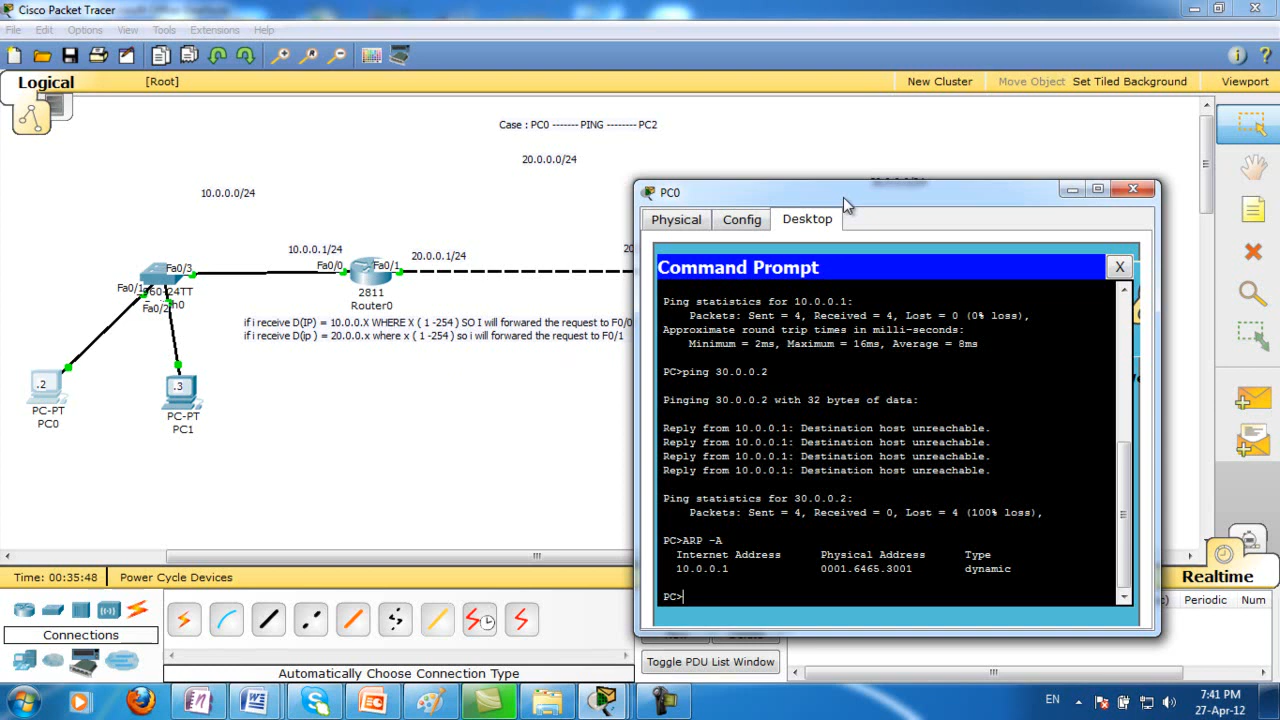 Cisco Packet Tracer
File Edit Options View Tools Extensions Help
Logical [Root] New Cluster Move Object Set Tiled Background Viewport
Case : PC0 ------- PING -------- PC2
20.0.0.0/24
10.0.0.0/24
10.0.0.1/24
Fa0/0
Fa0/1
20.0.0.1/24
20
Fa0/3
Fa0/1
Fa0/2
2811
Router0
if i receive D(IP) = 10.0.0.X WHERE X ( 1 -254 ) SO I will forwarded the request to F0/0
if i receive D(ip ) = 20.0.0.x where x ( 1 -254 ) so i will forwarded the request to F0/1
.2
PC-PT
PC0
.3
PC-PT
PC1
PC0
Physical Config Desktop
Command Prompt X
Ping statistics for 10.0.0.1:
Packets: Sent = 4, Received = 4, Lost = 0 (0% loss),
Approximate round trip times in milli-seconds:
Minimum = 2ms, Maximum = 16ms, Average = 8ms
PC>ping 30.0.0.2
Pinging 30.0.0.2 with 32 bytes of data:
Reply from 10.0.0.1: Destination host unreachable.
Reply from 10.0.0.1: Destination host unreachable.
Reply from 10.0.0.1: Destination host unreachable.
Reply from 10.0.0.1: Destination host unreachable.
Ping statistics for 30.0.0.2:
Packets: Sent = 4, Received = 0, Lost = 4 (100% loss),
PC>ARP -A
Internet Address Physical Address Type
10.0.0.1 0001.6465.3001 dynamic
PC>
Time: 00:35:48 Power Cycle Devices
Realtime
Connections
Periodic Num
Automatically Choose Connection Type
Toggle PDU List Window
EN
7:41 PM
27-Apr-12